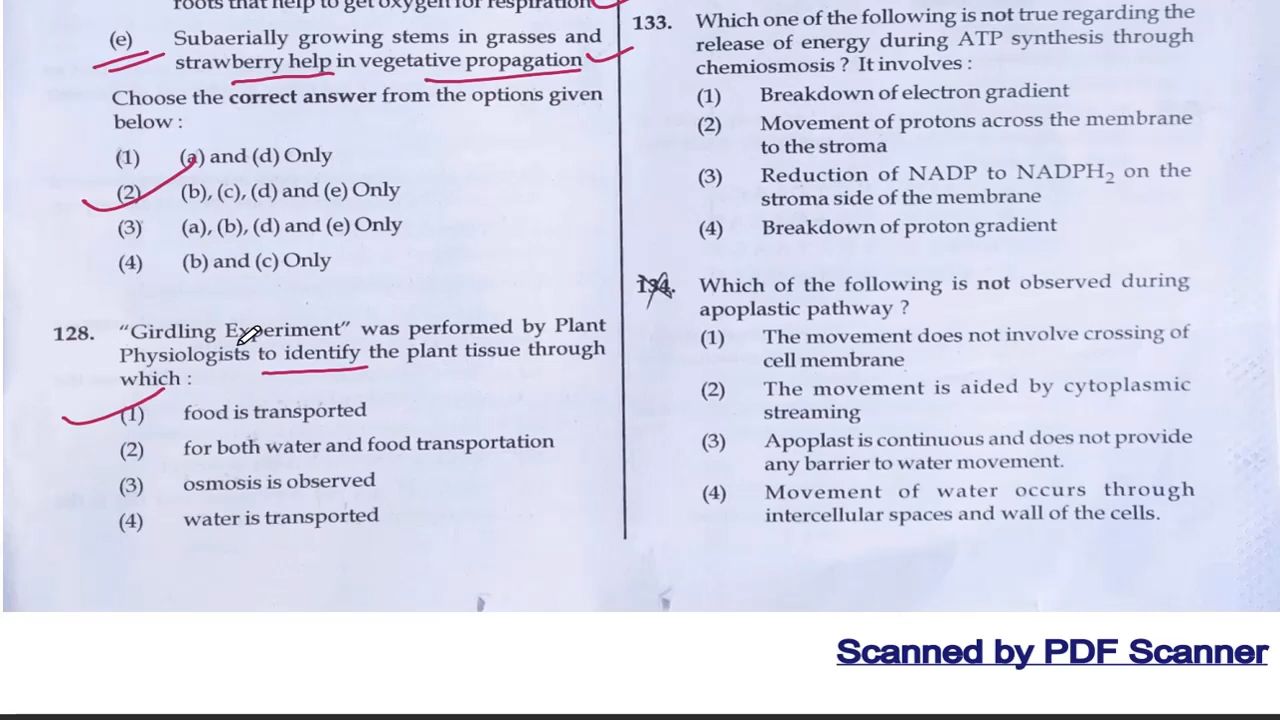 roots that help to get oxygen for respiration
(e) Subaerially growing stems in grasses and
strawberry help in vegetative propagation
Choose the correct answer from the options given
below :
(1) (a) and (d) Only
(2) (b), (c), (d) and (e) Only
(3) (a), (b), (d) and (e) Only
(4) (b) and (c) Only
128. "Girdling Experiment" was performed by Plant
Physiologists to identify the plant tissue through
which :
(1) food is transported
(2) for both water and food transportation
(3) osmosis is observed
(4) water is transported
133. Which one of the following is not true regarding the
release of energy during ATP synthesis through
chemiosmosis ? It involves :
(1) Breakdown of electron gradient
(2) Movement of protons across the membrane
to the stroma
(3) Reduction of NADP to NADPH₂ on the
stroma side of the membrane
(4) Breakdown of proton gradient
134. Which of the following is not observed during
apoplastic pathway ?
(1) The movement does not involve crossing of
cell membrane
(2) The movement is aided by cytoplasmic
streaming
(3) Apoplast is continuous and does not provide
any barrier to water movement.
(4) Movement of water occurs through
intercellular spaces and wall of the cells.
Scanned by PDF Scanner